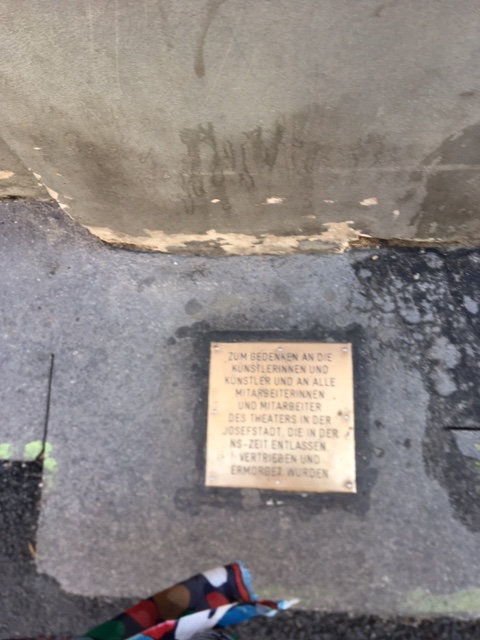 ZUM GEDENKEN AN DIE
KÜNSTLERINNEN UND
KÜNSTLER UND AN ALLE
MITARBEITERINNEN
UND MITARBEITER
DES THEATERS IN DER
JOSEFSTADT, DIE IN DER
NS-ZEIT ENTLASSEN,
VERTRIEBEN UND
ERMORDET WURDEN